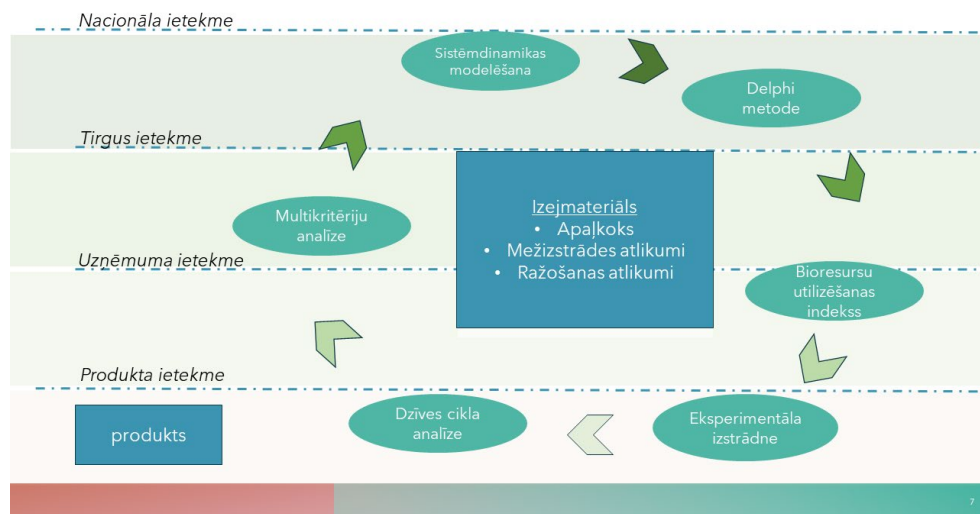 Nacionāla ietekme
Sistēmdinamikas
modelēšana
Delphi
metode
Tirgus ietekme
Multikritēriju
analīze
Izejmateriāls
• Apaļkoks
• Mežizstrādes atlikumi
• Ražošanas atlikumi
Uzņēmuma ietekme
Bioresursu
utilizēšanas
indekss
Produkta ietekme
produkts
Dzīves cikla
analīze
Eksperimentāla
izstrādne
7